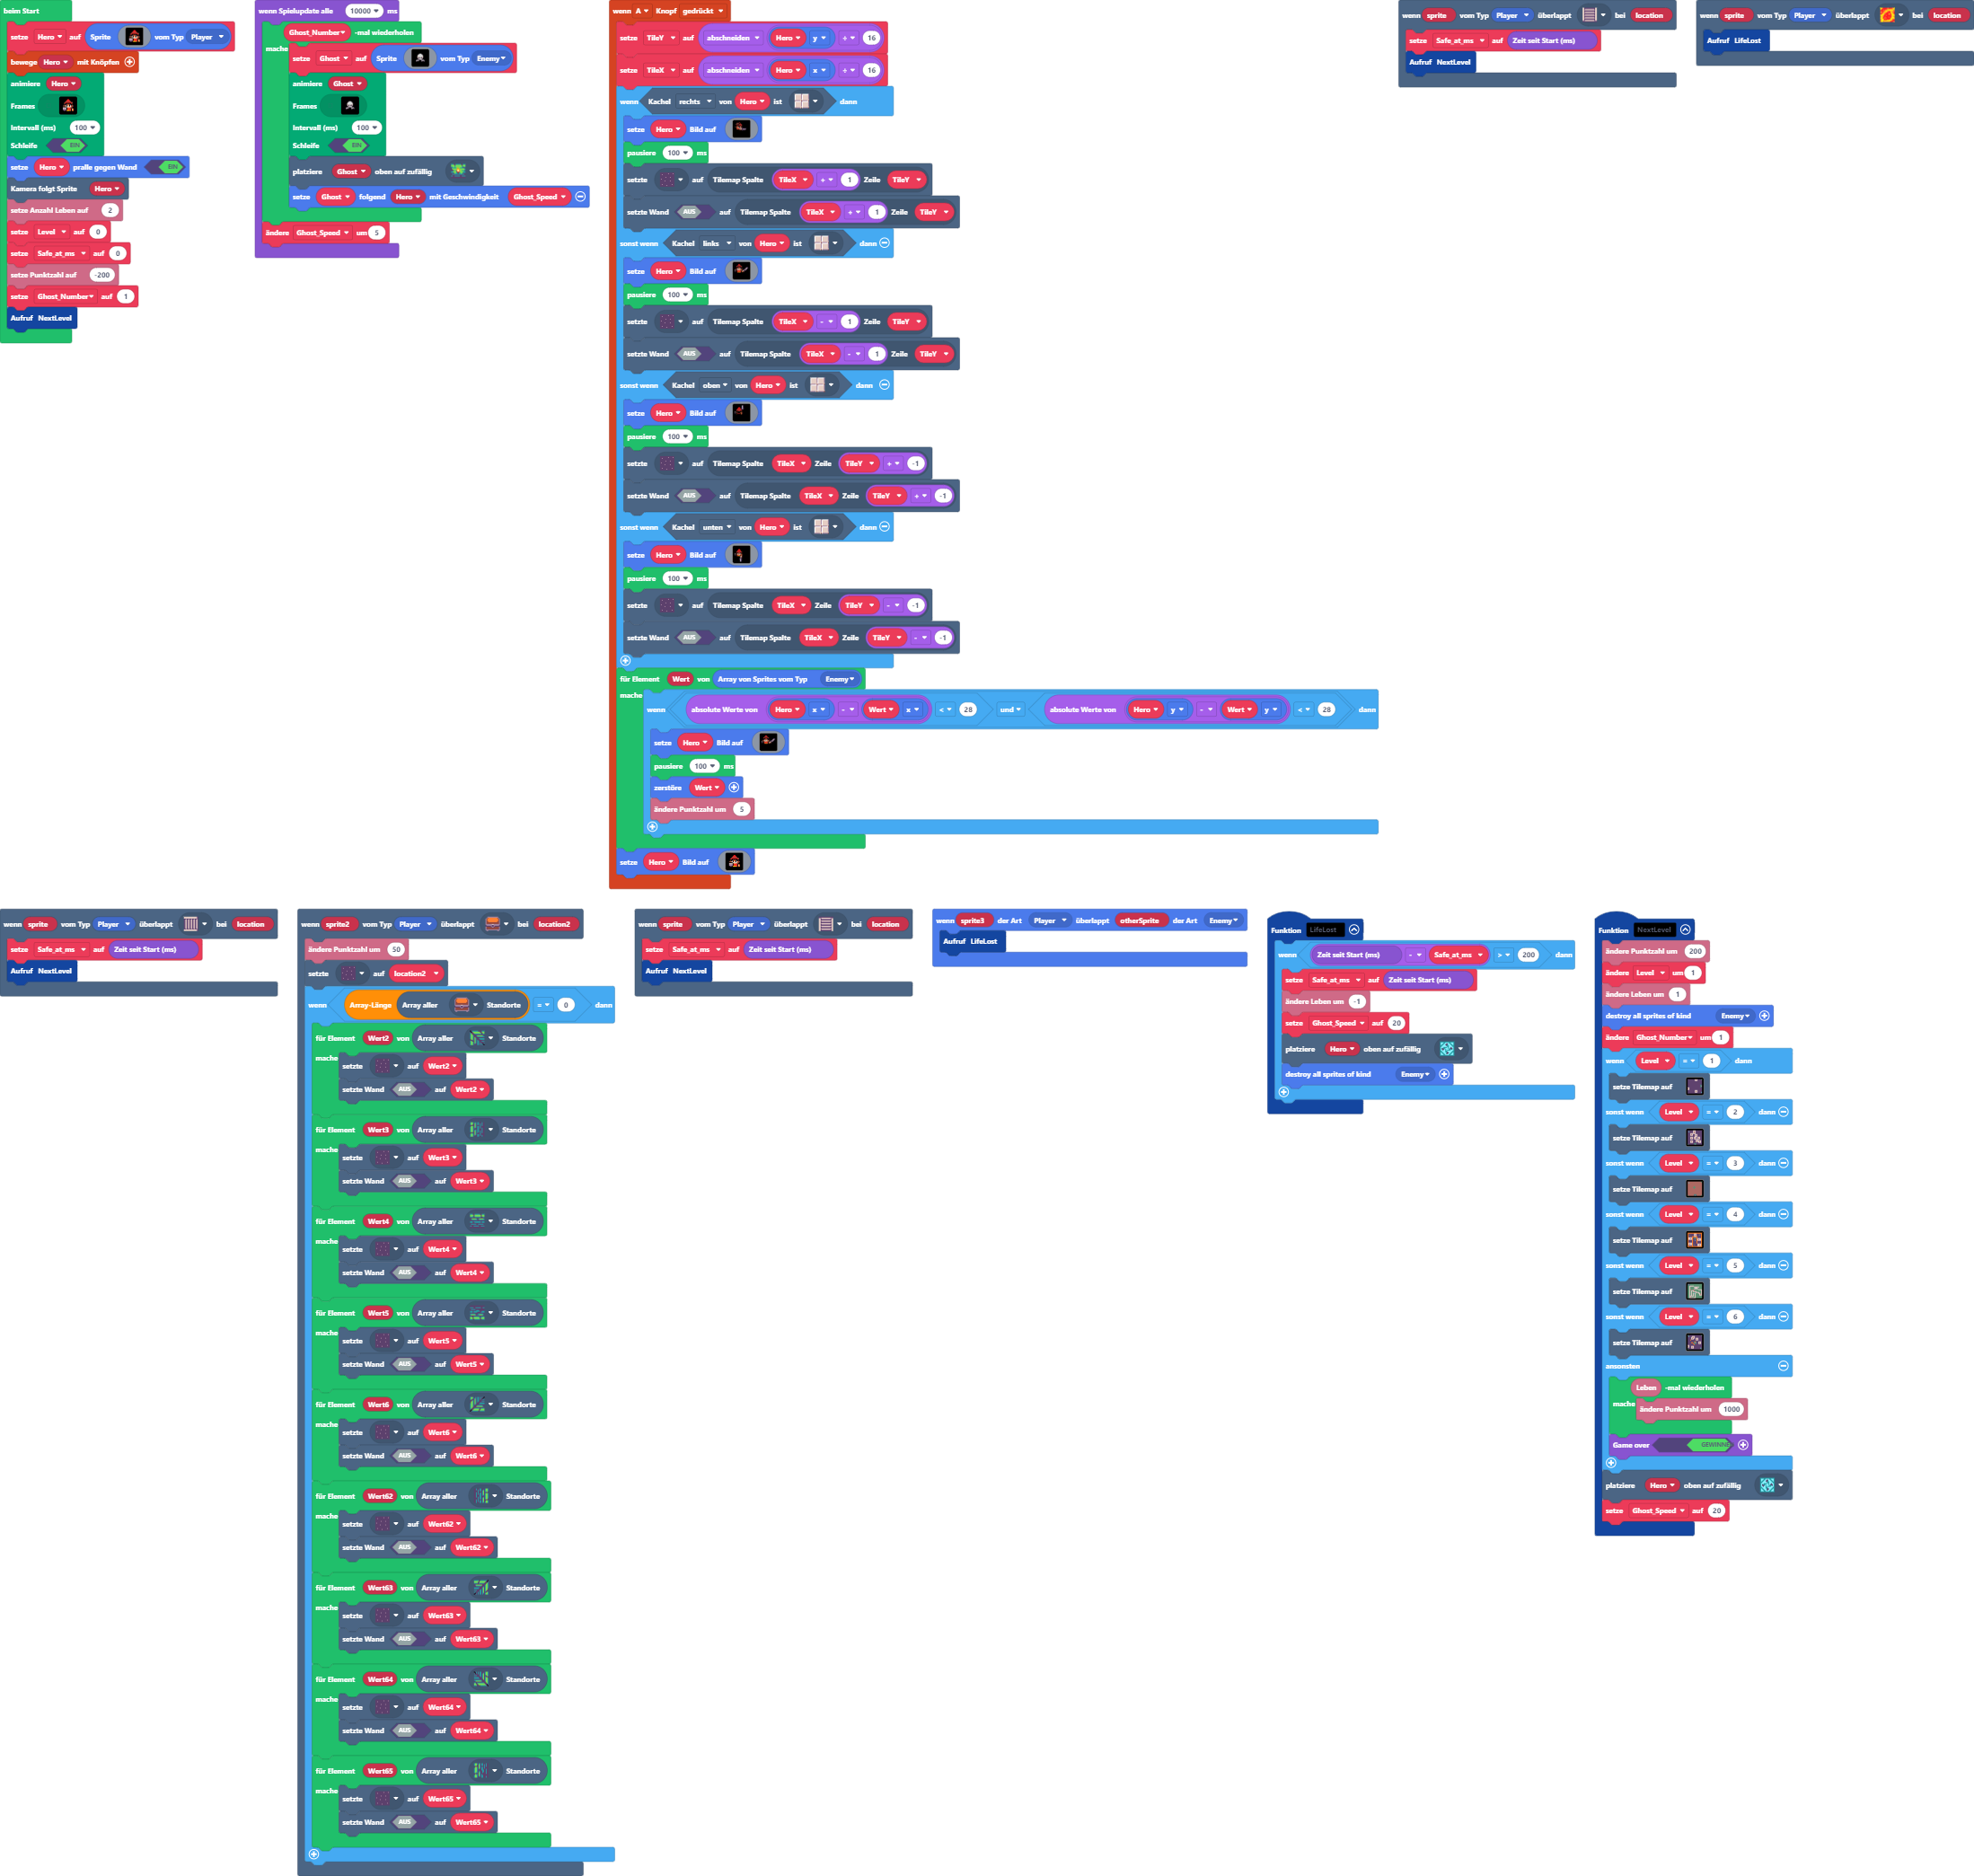 beim Start
setze Hero auf Sprite vom Typ Player
bewege Hero mit Knöpfen
animiere Hero
Frames
Intervall (ms) 100
Schleife EIN
setze Hero pralle gegen Wand EIN
Kamera folgt Sprite Hero
setze Anzahl Leben auf 2
setze Level auf 0
setze Safe_at_ms auf 0
setze Punktzahl auf -200
setze Ghost_Number auf 1
Aufruf NextLevel
wenn Spielupdate alle 10000 ms
Ghost_Number -mal wiederholen
mache
setze Ghost auf Sprite vom Typ Enemy
animiere Ghost
Frames
Intervall (ms) 100
Schleife EIN
platziere Ghost oben auf zufällig
setze Ghost folgend Hero mit Geschwindigkeit Ghost_Speed
ändere Ghost_Speed um 5
wenn A Knopf gedrückt
setze TileY auf abschneiden Hero y ÷ 16
setze TileX auf abschneiden Hero x ÷ 16
wenn Kachel rechts von Hero ist dann
setze Hero Bild auf
pausiere 100 ms
setzte auf Tilemap Spalte TileX + 1 Zeile TileY
setzte Wand AUS auf Tilemap Spalte TileX + 1 Zeile TileY
sonst wenn Kachel links von Hero ist dann
setze Hero Bild auf
pausiere 100 ms
setzte auf Tilemap Spalte TileX - 1 Zeile TileY
setzte Wand AUS auf Tilemap Spalte TileX - 1 Zeile TileY
sonst wenn Kachel oben von Hero ist dann
setze Hero Bild auf
pausiere 100 ms
setzte auf Tilemap Spalte TileX Zeile TileY + -1
setzte Wand AUS auf Tilemap Spalte TileX Zeile TileY + -1
sonst wenn Kachel unten von Hero ist dann
setze Hero Bild auf
pausiere 100 ms
setzte auf Tilemap Spalte TileX Zeile TileY - -1
setzte Wand AUS auf Tilemap Spalte TileX Zeile TileY - -1
für Element Wert von Array von Sprites vom Typ Enemy
mache
wenn absolute Werte von Hero x - Wert x < 28 und absolute Werte von Hero y - Wert y < 28 dann
setze Hero Bild auf
pausiere 100 ms
zerstöre Wert
ändere Punktzahl um 5
setze Hero Bild auf
wenn sprite vom Typ Player überlappt bei location
setze Safe_at_ms auf Zeit seit Start (ms)
Aufruf NextLevel
wenn sprite vom Typ Player überlappt bei location
Aufruf LifeLost
wenn sprite vom Typ Player überlappt bei location
setze Safe_at_ms auf Zeit seit Start (ms)
Aufruf NextLevel
wenn sprite2 vom Typ Player überlappt bei location2
ändere Punktzahl um 50
setzte auf location2
wenn Array-Länge Array aller Standorte = 0 dann
für Element Wert2 von Array aller Standorte
mache
setzte auf Wert2
setzte Wand AUS auf Wert2
für Element Wert3 von Array aller Standorte
mache
setzte auf Wert3
setzte Wand AUS auf Wert3
für Element Wert4 von Array aller Standorte
mache
setzte auf Wert4
setzte Wand AUS auf Wert4
für Element Wert5 von Array aller Standorte
mache
setzte auf Wert5
setzte Wand AUS auf Wert5
für Element Wert6 von Array aller Standorte
mache
setzte auf Wert6
setzte Wand AUS auf Wert6
für Element Wert62 von Array aller Standorte
mache
setzte auf Wert62
setzte Wand AUS auf Wert62
für Element Wert63 von Array aller Standorte
mache
setzte auf Wert63
setzte Wand AUS auf Wert63
für Element Wert64 von Array aller Standorte
mache
setzte auf Wert64
setzte Wand AUS auf Wert64
für Element Wert65 von Array aller Standorte
mache
setzte auf Wert65
setzte Wand AUS auf Wert65
wenn sprite vom Typ Player überlappt bei location
setze Safe_at_ms auf Zeit seit Start (ms)
Aufruf NextLevel
wenn sprite3 der Art Player überlappt otherSprite der Art Enemy
Aufruf LifeLost
Funktion LifeLost
wenn Zeit seit Start (ms) - Safe_at_ms > 200 dann
setze Safe_at_ms auf Zeit seit Start (ms)
ändere Leben um -1
setze Ghost_Speed auf 20
platziere Hero oben auf zufällig
destroy all sprites of kind Enemy
Funktion NextLevel
ändere Punktzahl um 200
ändere Level um 1
ändere Leben um 1
destroy all sprites of kind Enemy
ändere Ghost_Number um 1
wenn Level = 1 dann
setze Tilemap auf
sonst wenn Level = 2 dann
setze Tilemap auf
sonst wenn Level = 3 dann
setze Tilemap auf
sonst wenn Level = 4 dann
setze Tilemap auf
sonst wenn Level = 5 dann
setze Tilemap auf
sonst wenn Level = 6 dann
setze Tilemap auf
ansonsten
Leben -mal wiederholen
mache
ändere Punktzahl um 1000
Game over GEWINNE
platziere Hero oben auf zufällig
setze Ghost_Speed auf 20